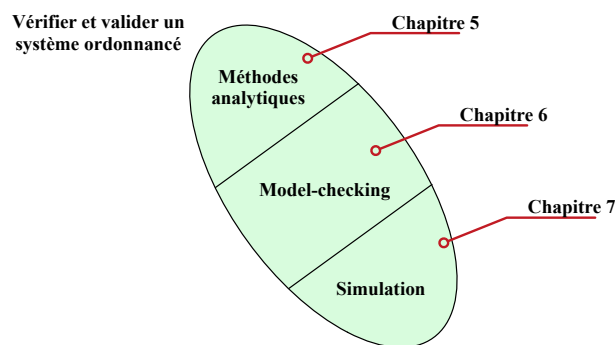 Vérifier et valider un
système ordonnancé
Chapitre 5
Méthodes
analytiques
Chapitre 6
Model-checking
Chapitre 7
Simulation